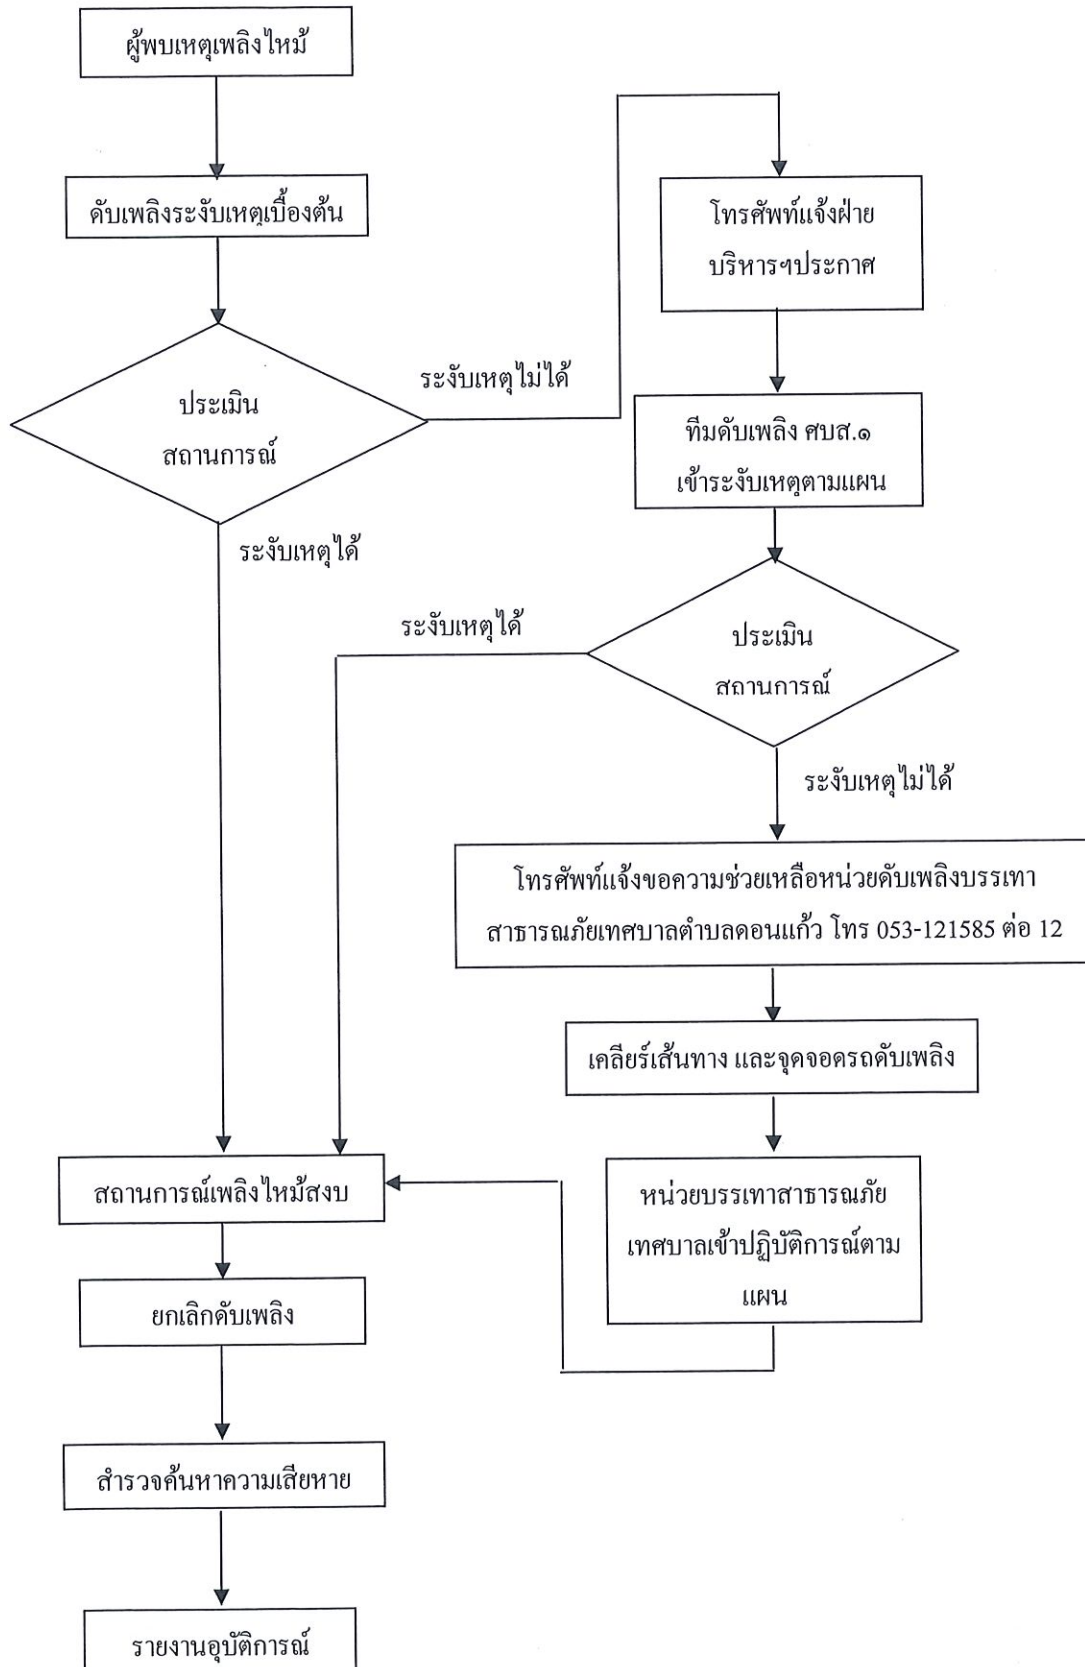 ผู้พบเหตุเพลิงไหม้
ดับเพลิงระงับเหตุเบื้องต้น
ประเมิน
สถานการณ์
ระงับเหตุไม่ได้
ระงับเหตุได้
โทรศัพท์แจ้งฝ่าย
บริหารฯประกาศ
ทีมดับเพลิง ศบส.๑
เข้าระงับเหตุตามแผน
ประเมิน
สถานการณ์
ระงับเหตุได้
ระงับเหตุไม่ได้
โทรศัพท์แจ้งขอความช่วยเหลือหน่วยดับเพลิงบรรเทา
สาธารณภัยเทศบาลตำบลดอนแก้ว โทร 053-121585 ต่อ 12
เคลียร์เส้นทาง และจุดจอดรถดับเพลิง
หน่วยบรรเทาสาธารณภัย
เทศบาลเข้าปฏิบัติการณ์ตาม
แผน
สถานการณ์เพลิงไหม้สงบ
ยกเลิกดับเพลิง
สำรวจค้นหาความเสียหาย
รายงานอุบัติการณ์